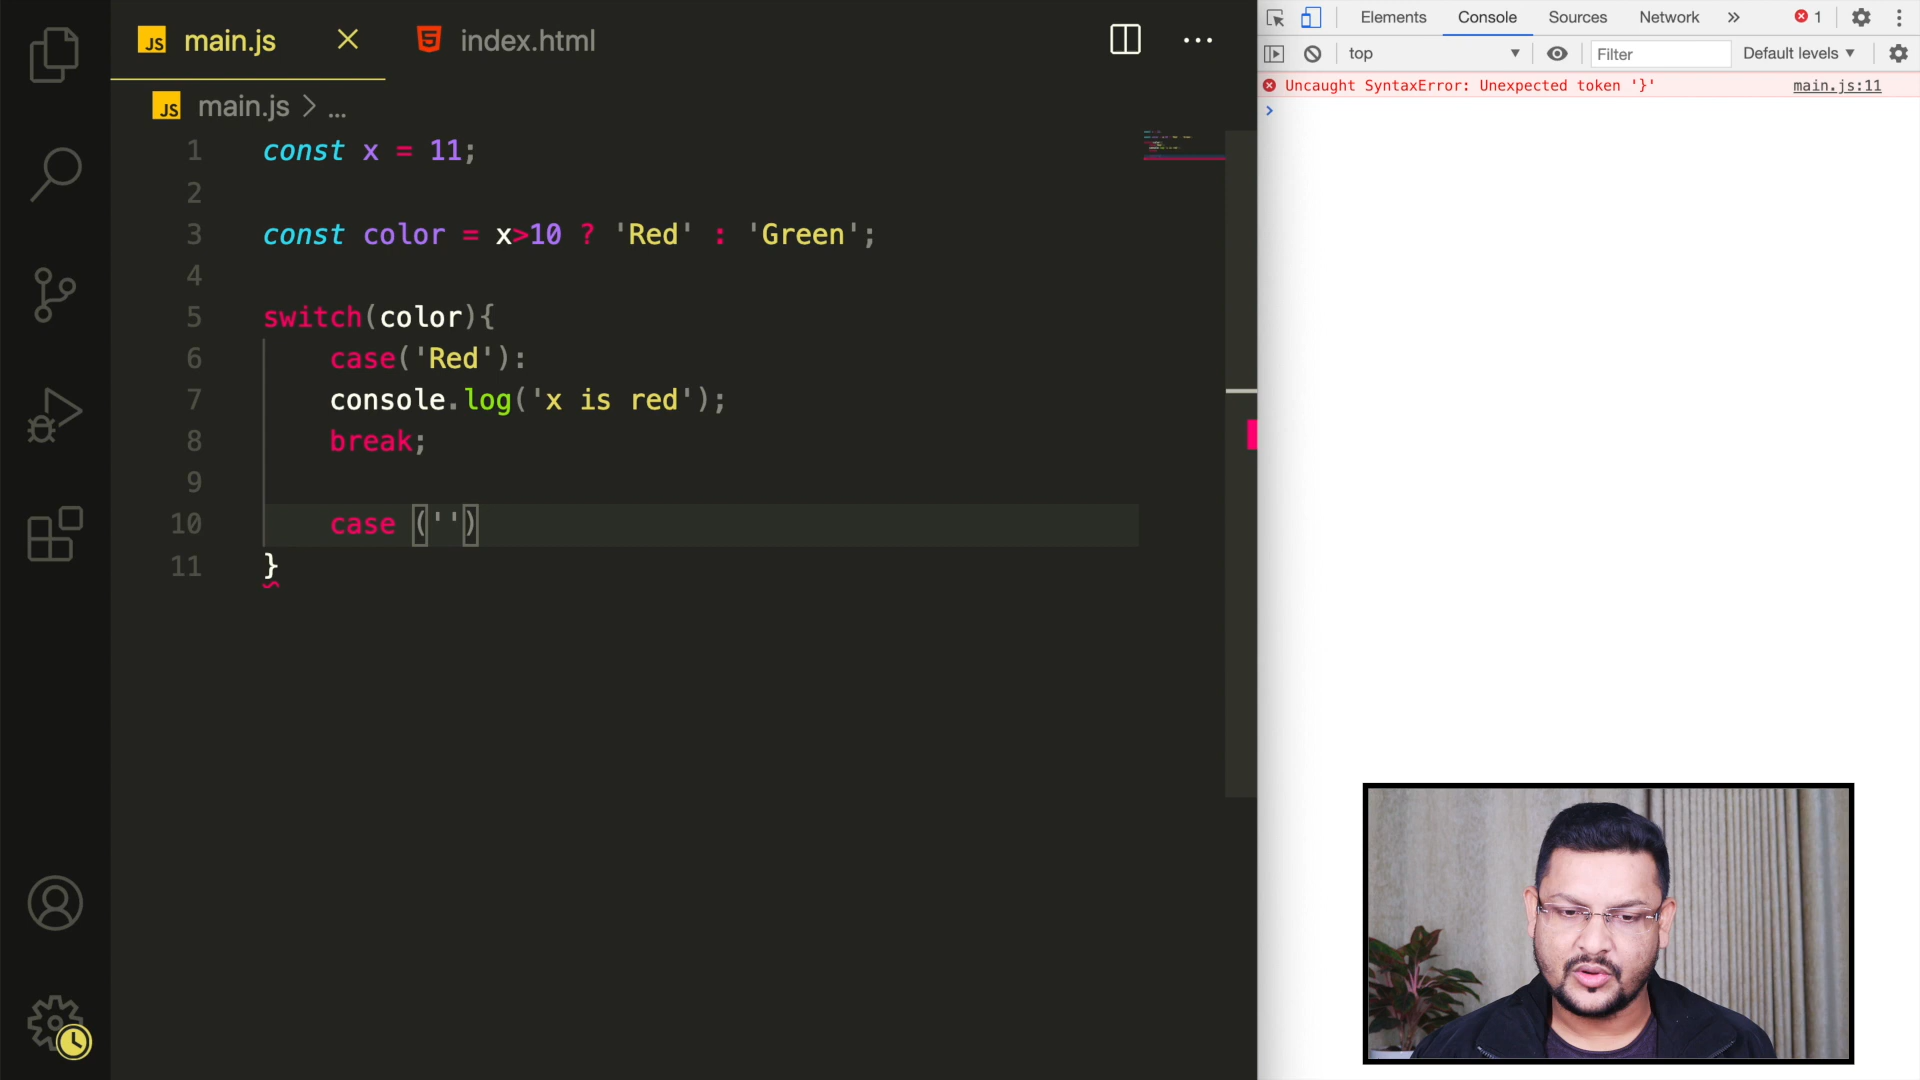 JS main.js index.html
JS main.js > ...
1 const x = 11;
2
3 const color = x>10 ? 'Red' : 'Green';
4
5 switch(color){
6 case('Red'):
7 console.log('x is red');
8 break;
9
10 case ('')
11 }
Elements Console Sources Network » 1
top Filter Default levels
Uncaught SyntaxError: Unexpected token '}' main.js:11
>